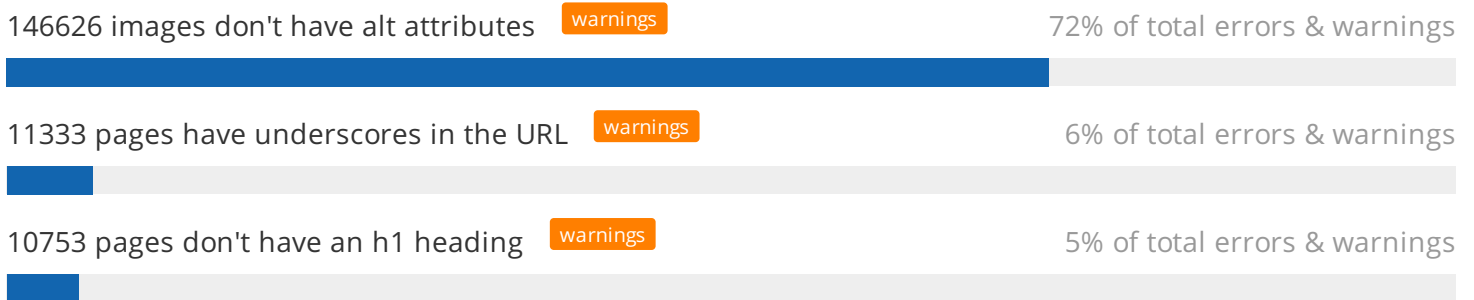 146626 images don't have alt attributes warnings 72% of total errors & warnings
11333 pages have underscores in the URL warnings 6% of total errors & warnings
10753 pages don't have an h1 heading warnings 5% of total errors & warnings